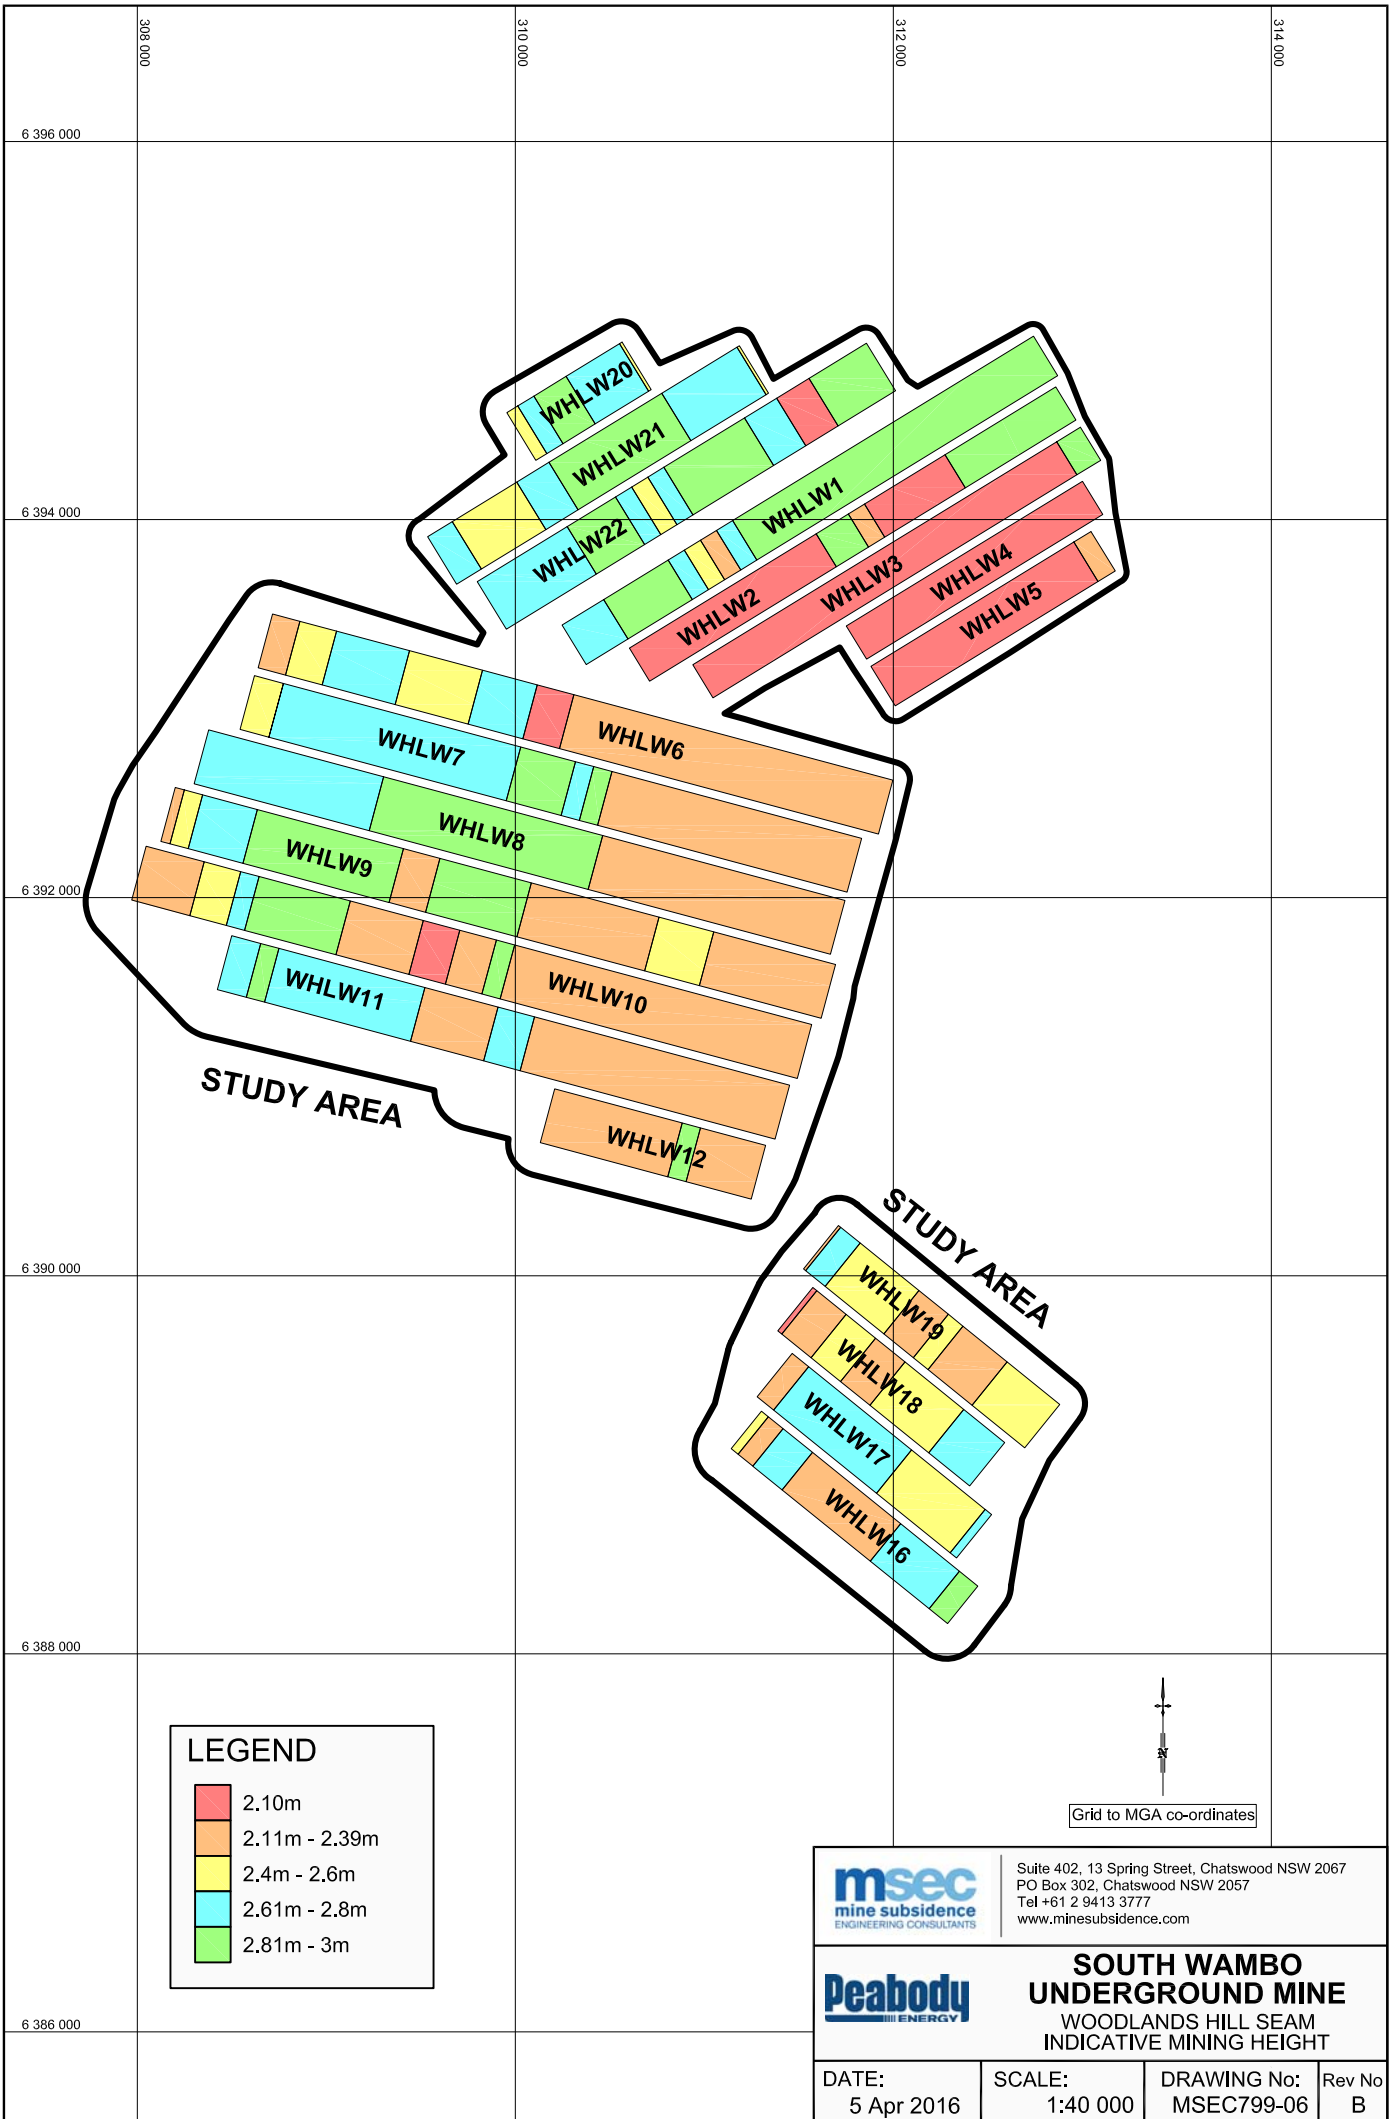 308 000
310 000
312 000
314 000
6 396 000
WHLW20
WHLW21
WHLW22
WHLW1
6 394 000
WHLW2
WHLW3
WHLW4
WHLW5
WHLW6
WHLW7
WHLW8
WHLW9
6 392 000
WHLW10
WHLW11
STUDY AREA
WHLW12
STUDY AREA
6 390 000
WHLW19
WHLW18
WHLW17
WHLW16
6 388 000
LEGEND
2.10m
2.11m - 2.39m
2.4m - 2.6m
2.61m - 2.8m
2.81m - 3m
N
Grid to MGA co-ordinates
6 386 000
msec
mine subsidence
ENGINEERING CONSULTANTS
Suite 402, 13 Spring Street, Chatswood NSW 2067
PO Box 302, Chatswood NSW 2057
Tel +61 2 9413 3777
www.minesubsidence.com
Peabody
ENERGY
SOUTH WAMBO
UNDERGROUND MINE
WOODLANDS HILL SEAM
INDICATIVE MINING HEIGHT
DATE:
5 Apr 2016
SCALE:
1:40 000
DRAWING No:
MSEC799-06
Rev No
B